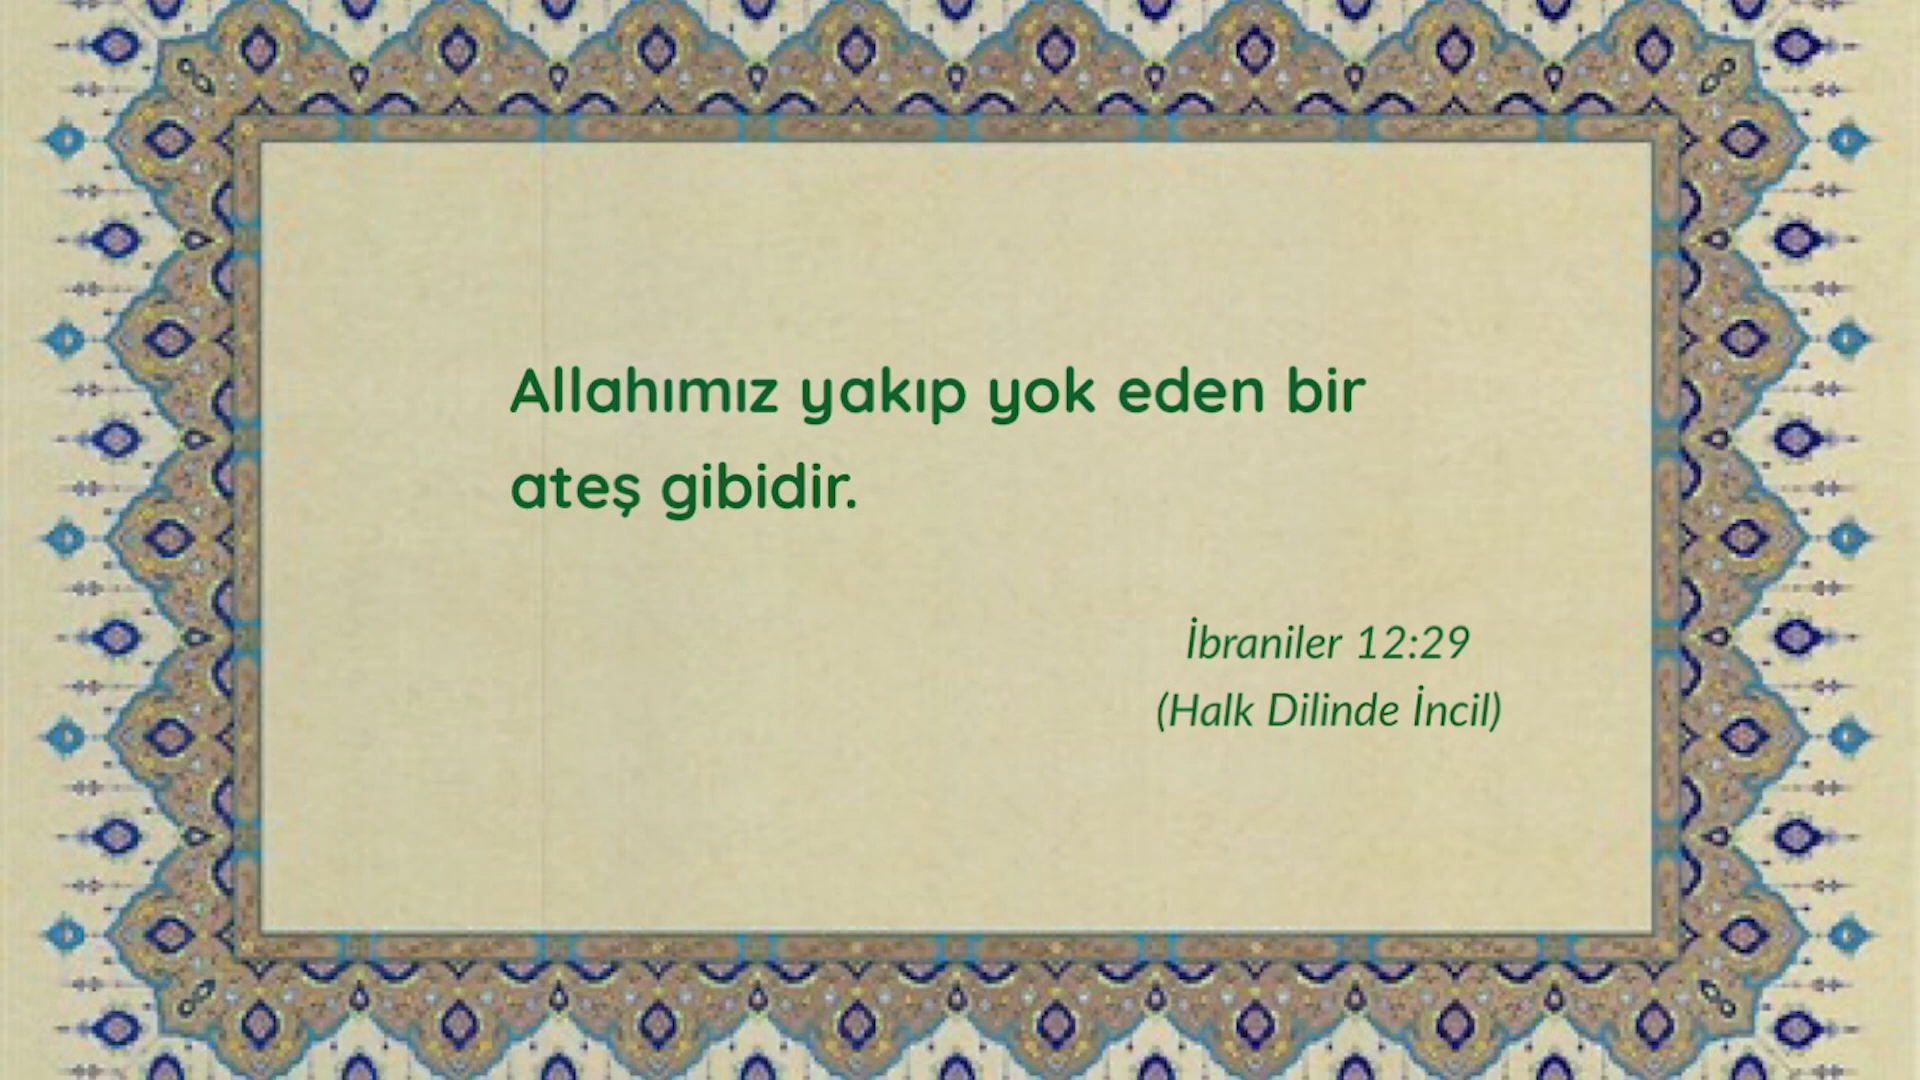 Allahımız yakıp yok eden bir
ateş gibidir.
İbraniler 12:29
(Halk Dilinde İncil)